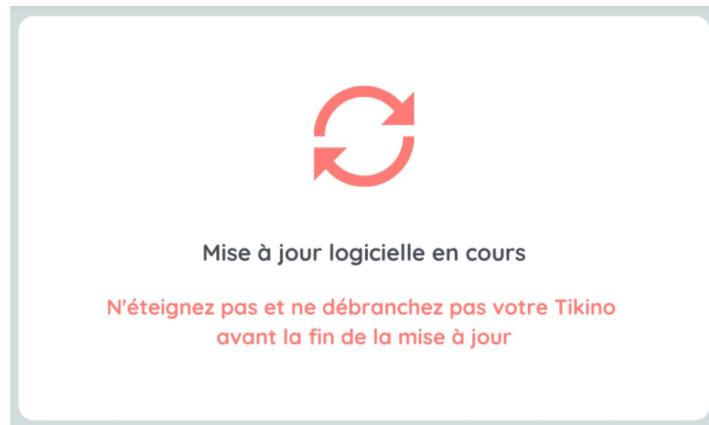 Mise à jour logicielle en cours
N'éteignez pas et ne débranchez pas votre Tikino
avant la fin de la mise à jour